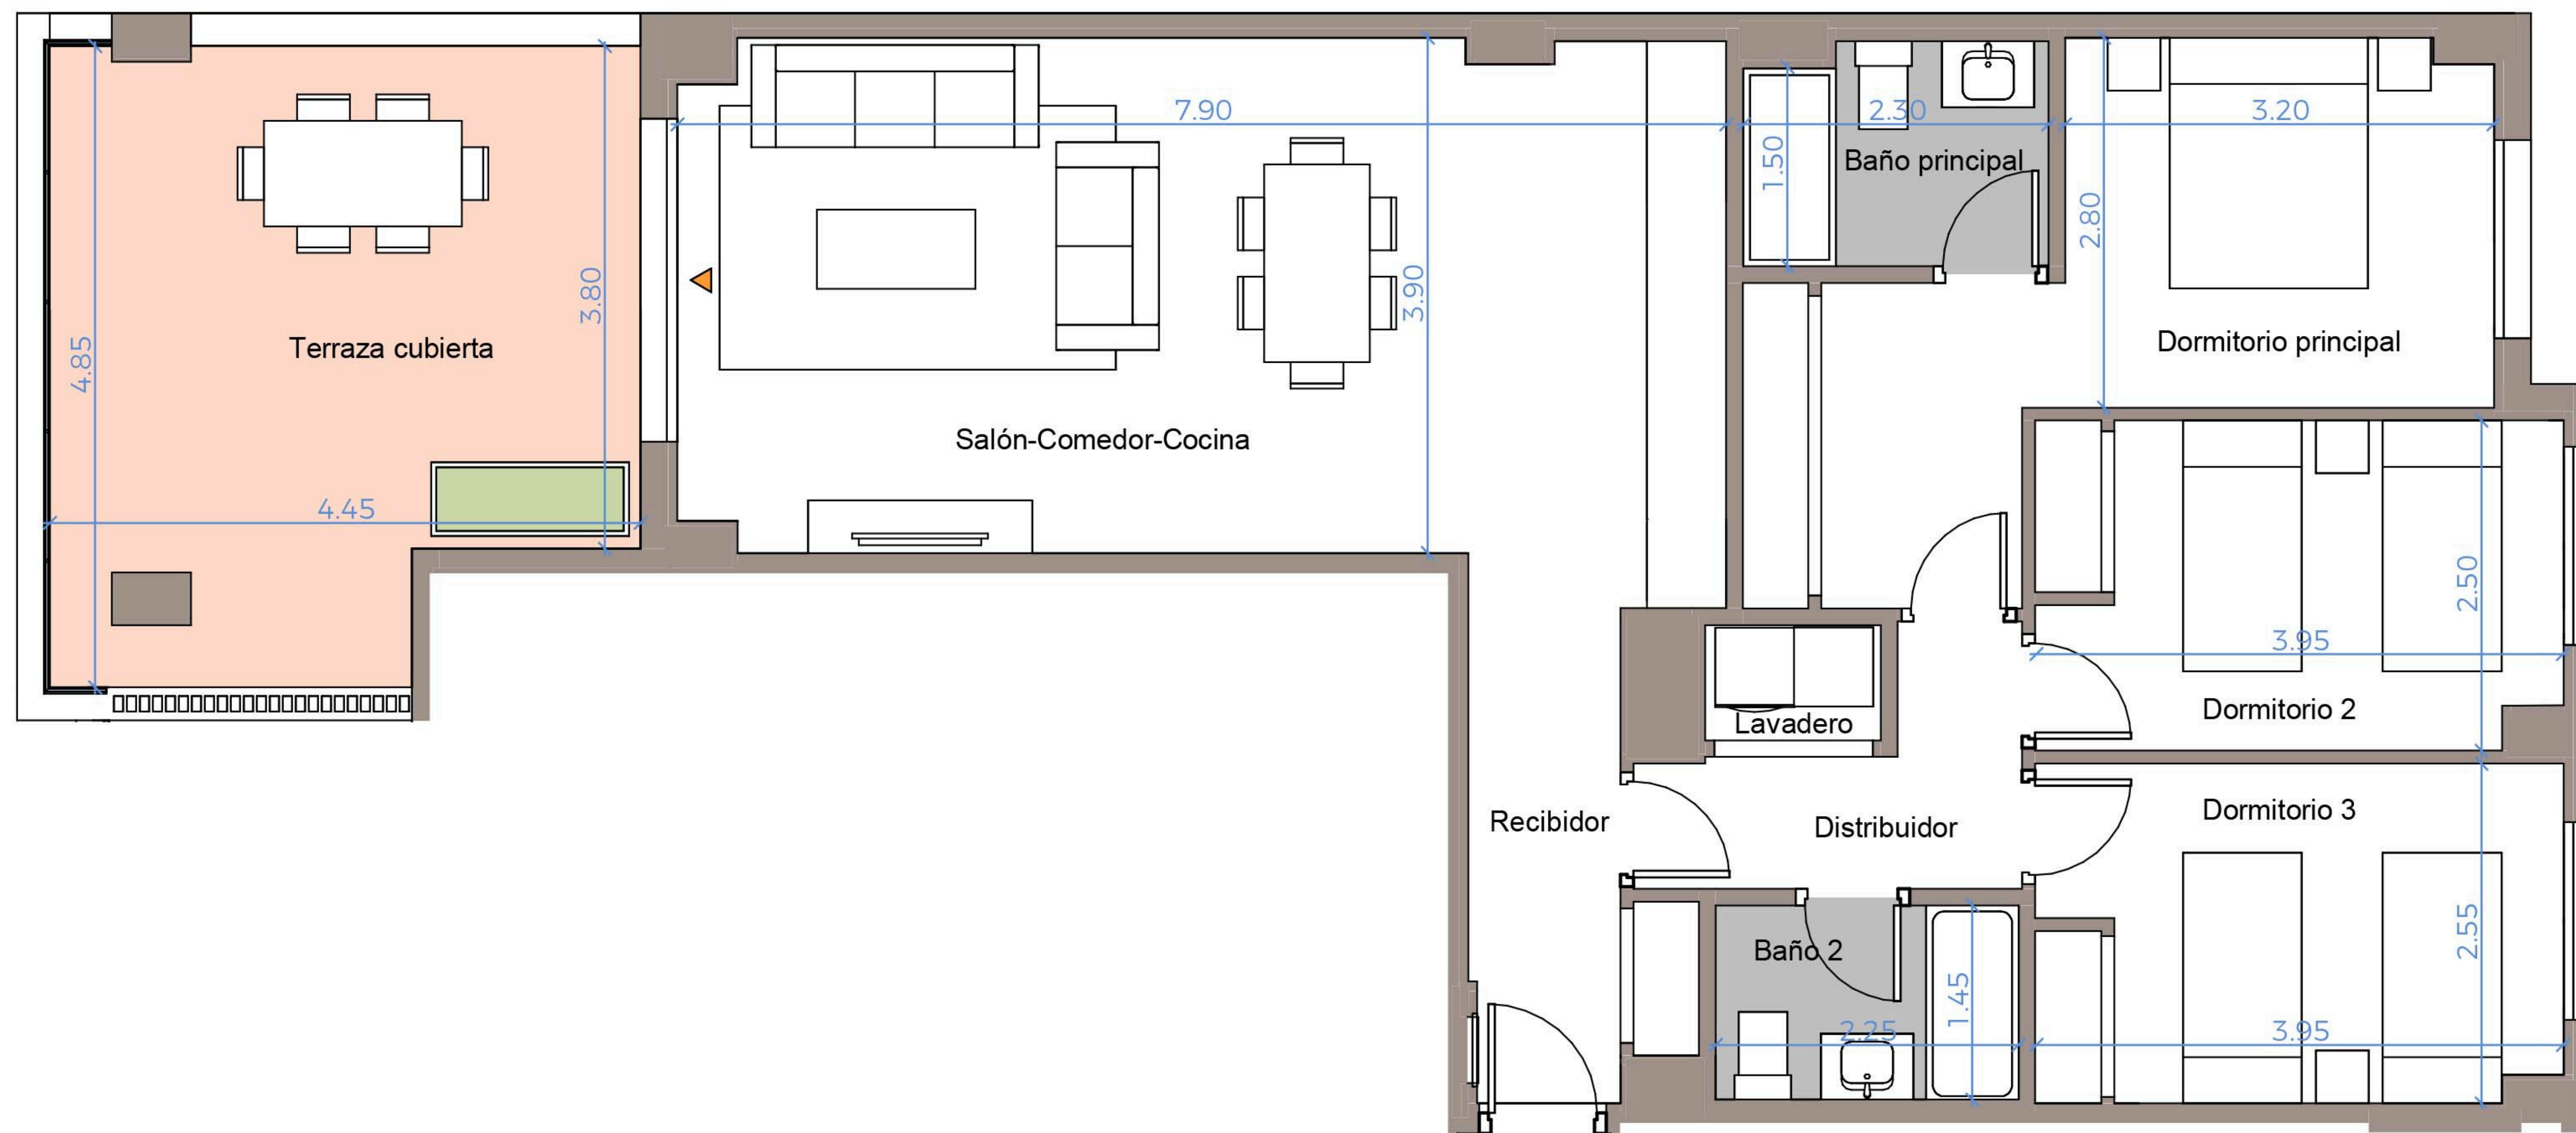 7.90
2.30
3.20
1.50
Baño principal
2.80
3.80
3.90
4.85
Terraza cubierta
Dormitorio principal
Salón-Comedor-Cocina
4.45
2.50
3.95
Lavadero
Dormitorio 2
Recibidor
Distribuidor
Dormitorio 3
Baño 2
2.55
1.45
2.25
3.95